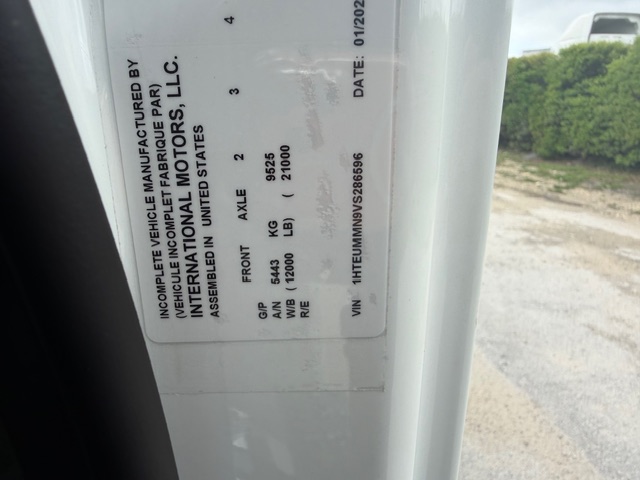 INCOMPLETE VEHICLE MANUFACTURED BY
(VEHICULE INCOMPLET FABRIQUE PAR)
INTERNATIONAL MOTORS, LLC.
ASSEMBLED IN UNITED STATES
FRONT AXLE 2 3 4
G/P
A/N 5443 KG 9525
W/B ( 12000 LB) ( 21000
R/E
VIN 1HTEUMMN9VS286596 DATE: 01/202